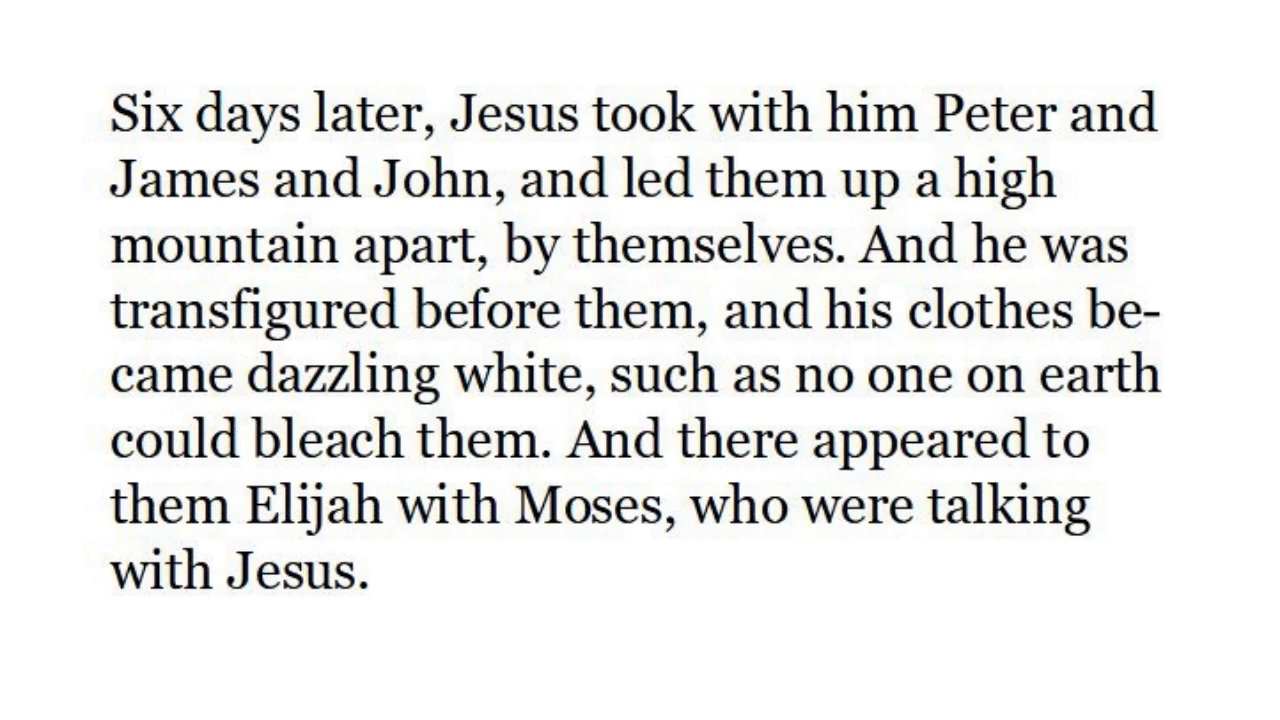 Six days later, Jesus took with him Peter and
James and John, and led them up a high
mountain apart, by themselves. And he was
transfigured before them, and his clothes be-
came dazzling white, such as no one on earth
could bleach them. And there appeared to
them Elijah with Moses, who were talking
with Jesus.